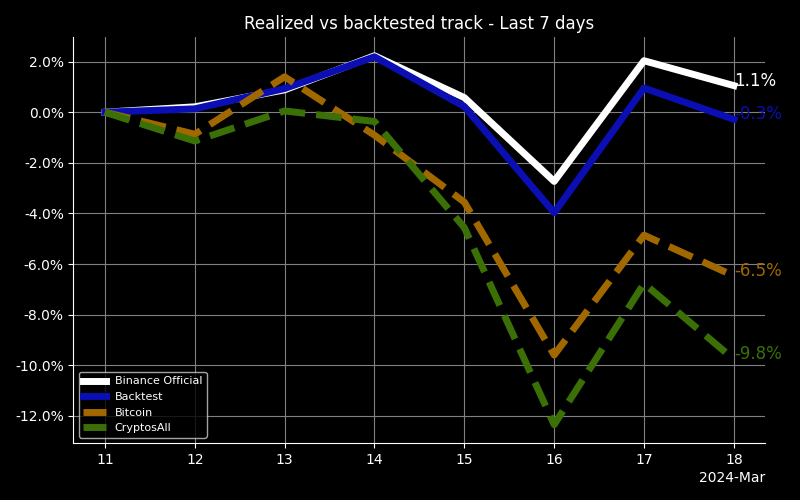 Realized vs backtested track - Last 7 days
2.0%
0.0%
-2.0%
-4.0%
-6.0%
-8.0%
-10.0%
-12.0%
1.1%
-0.3%
-6.5%
-9.8%
Binance Official
Backtest
Bitcoin
CryptosAll
11 12 13 14 15 16 17 18
2024-Mar